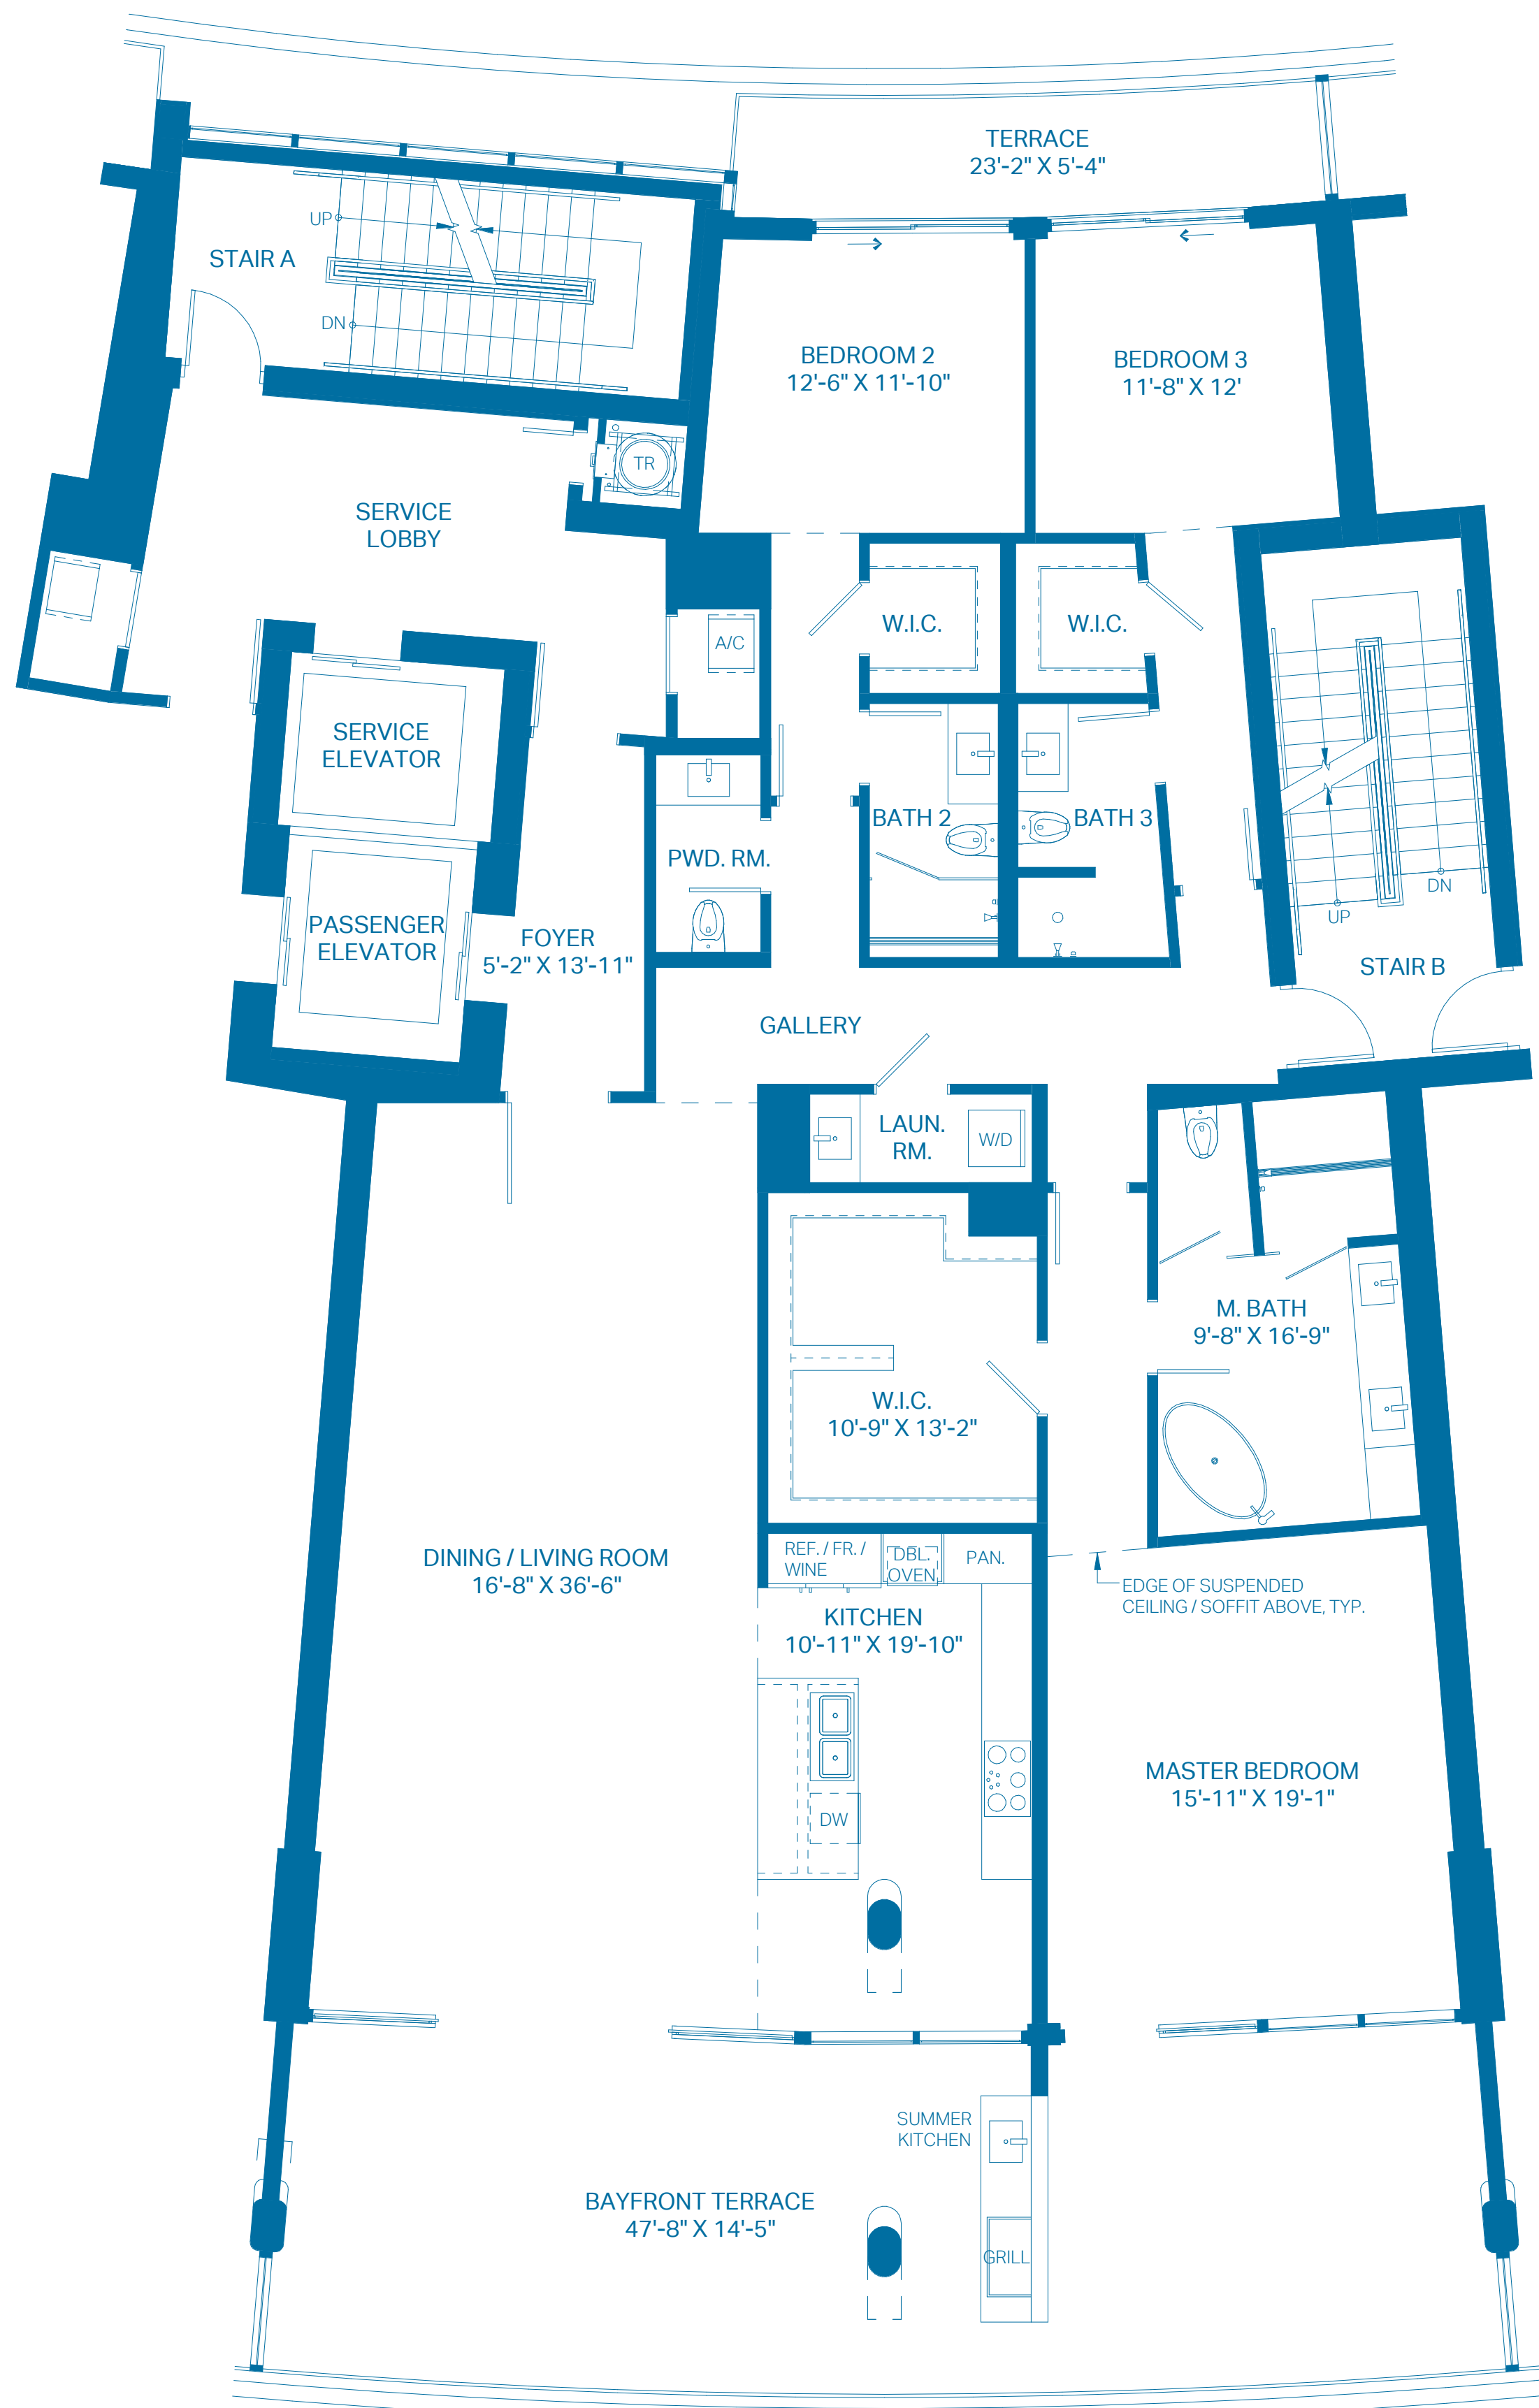 TERRACE
23'-2" X 5'-4"
UP
STAIR A
DN
BEDROOM 2
12'-6" X 11'-10"
BEDROOM 3
11'-8" X 12'
TR
SERVICE
LOBBY
W.I.C.
W.I.C.
A/C
SERVICE
ELEVATOR
BATH 2
BATH 3
PWD. RM.
DN
UP
PASSENGER
ELEVATOR
FOYER
5'-2" X 13'-11"
STAIR B
GALLERY
LAUN.
RM.
W/D
M. BATH
9'-8" X 16'-9"
W.I.C.
10'-9" X 13'-2"
DINING / LIVING ROOM
16'-8" X 36'-6"
REF. / FR. /
WINE
DBL.
OVEN
PAN.
EDGE OF SUSPENDED
CEILING / SOFFIT ABOVE, TYP.
KITCHEN
10'-11" X 19'-10"
MASTER BEDROOM
15'-11" X 19'-1"
DW
SUMMER
KITCHEN
BAYFRONT TERRACE
47'-8" X 14'-5"
GRILL